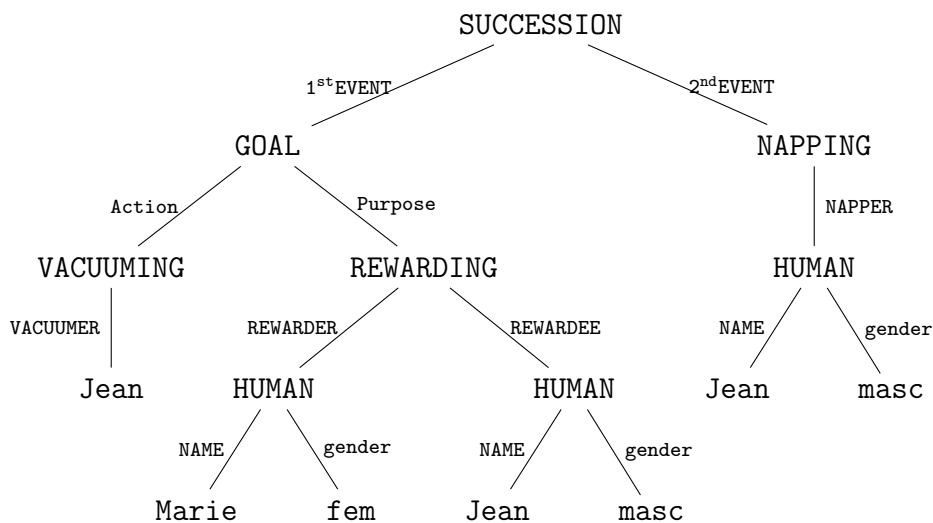 SUCCESSION
1stEVENT 2ndEVENT
GOAL NAPPING
Action Purpose NAPPER
VACUUMING REWARDING HUMAN
VACUUMER REWARDER REWARDEE NAME gender
Jean HUMAN HUMAN Jean masc
NAME gender NAME gender
Marie fem Jean masc